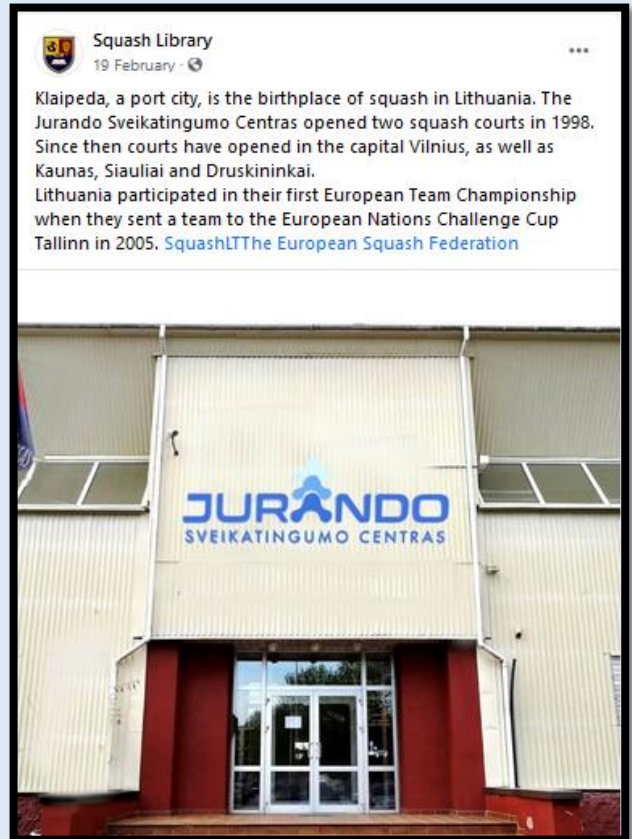 Squash Library
19 February ·
Klaipeda, a port city, is the birthplace of squash in Lithuania. The
Jurando Sveikatingumo Centras opened two squash courts in 1998.
Since then courts have opened in the capital Vilnius, as well as
Kaunas, Siauliai and Druskininkai.
Lithuania participated in their first European Team Championship
when they sent a team to the European Nations Challenge Cup
Tallinn in 2005. SquashLTThe European Squash Federation
JURANDO
SVEIKATINGUMO CENTRAS